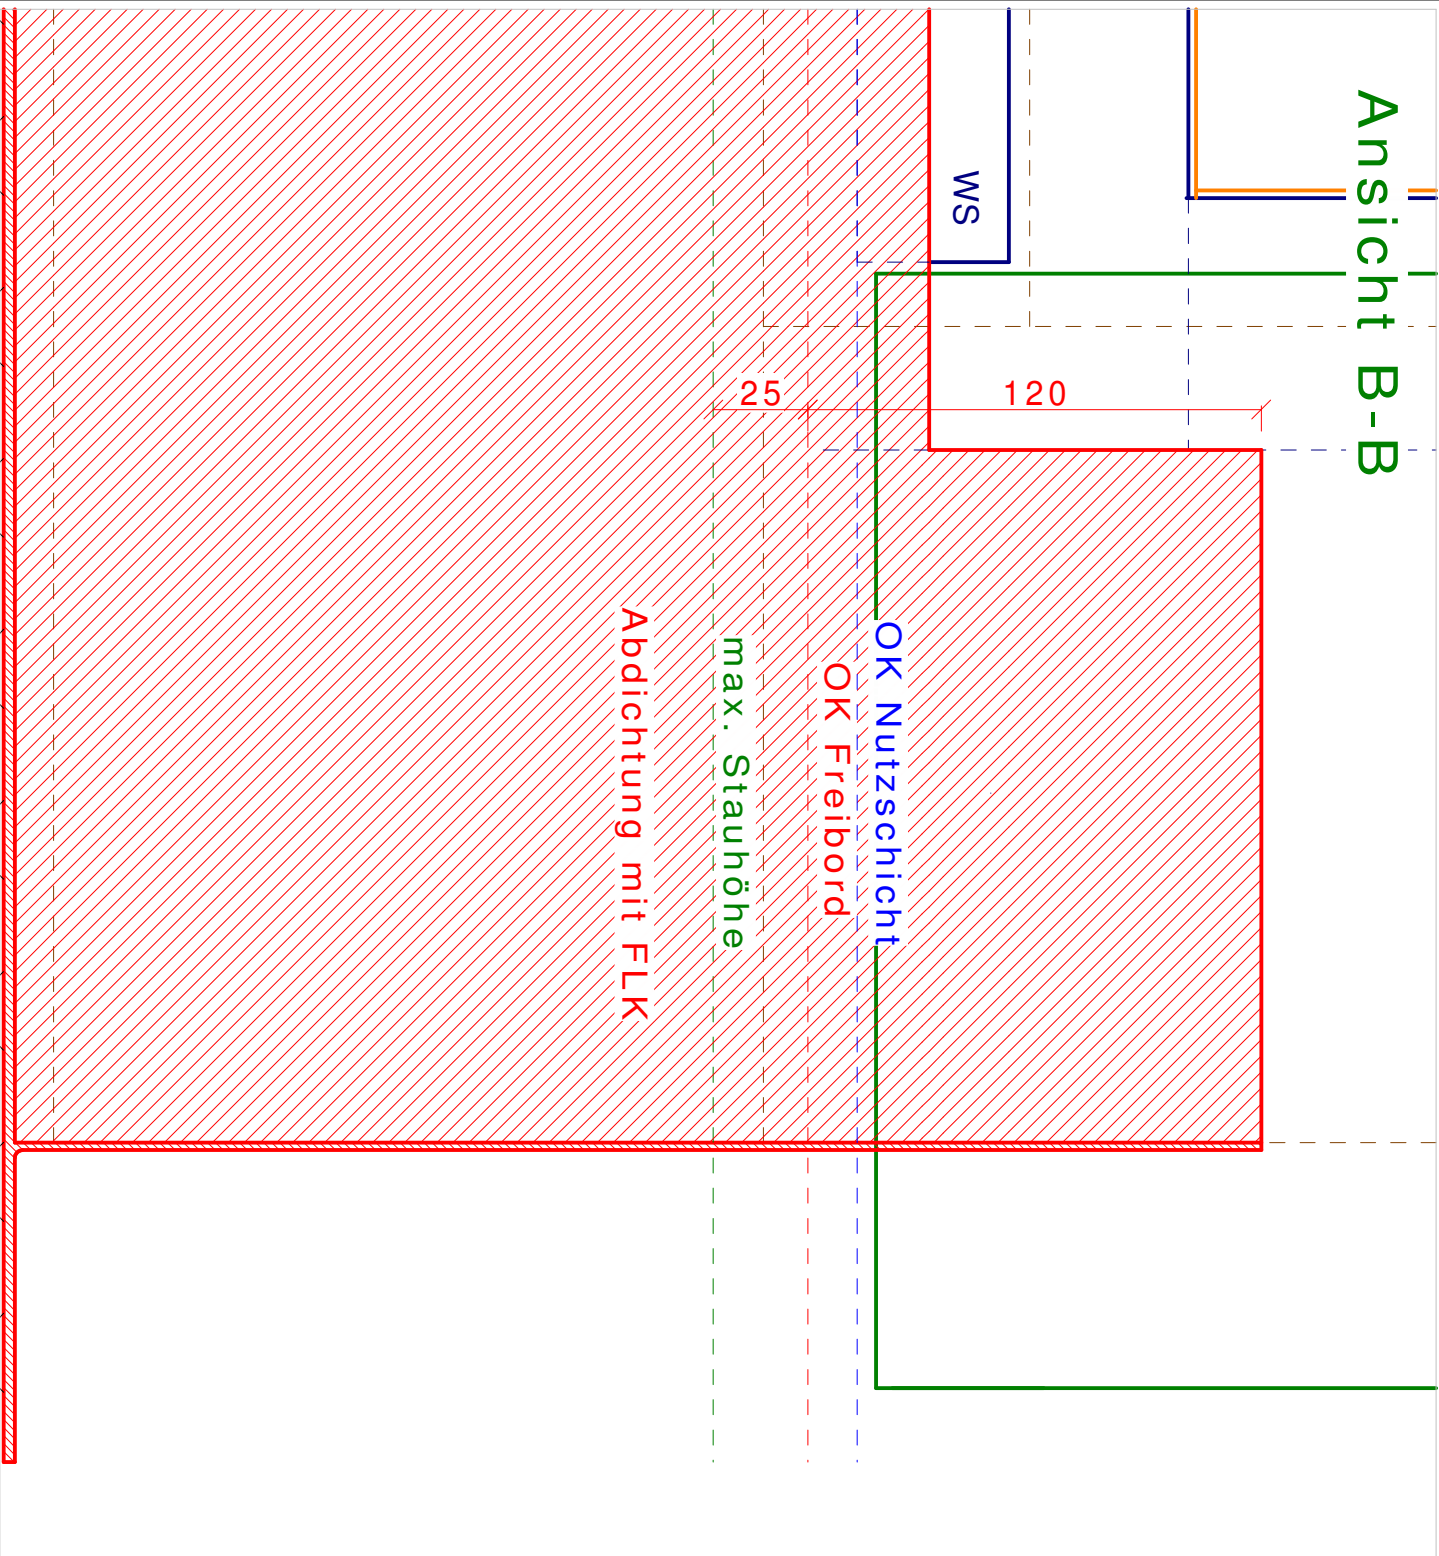 Ansicht B-B
WS
120
25
OK Nutzschicht
OK Freibord
max. Stauhöhe
Abdichtung mit FLK